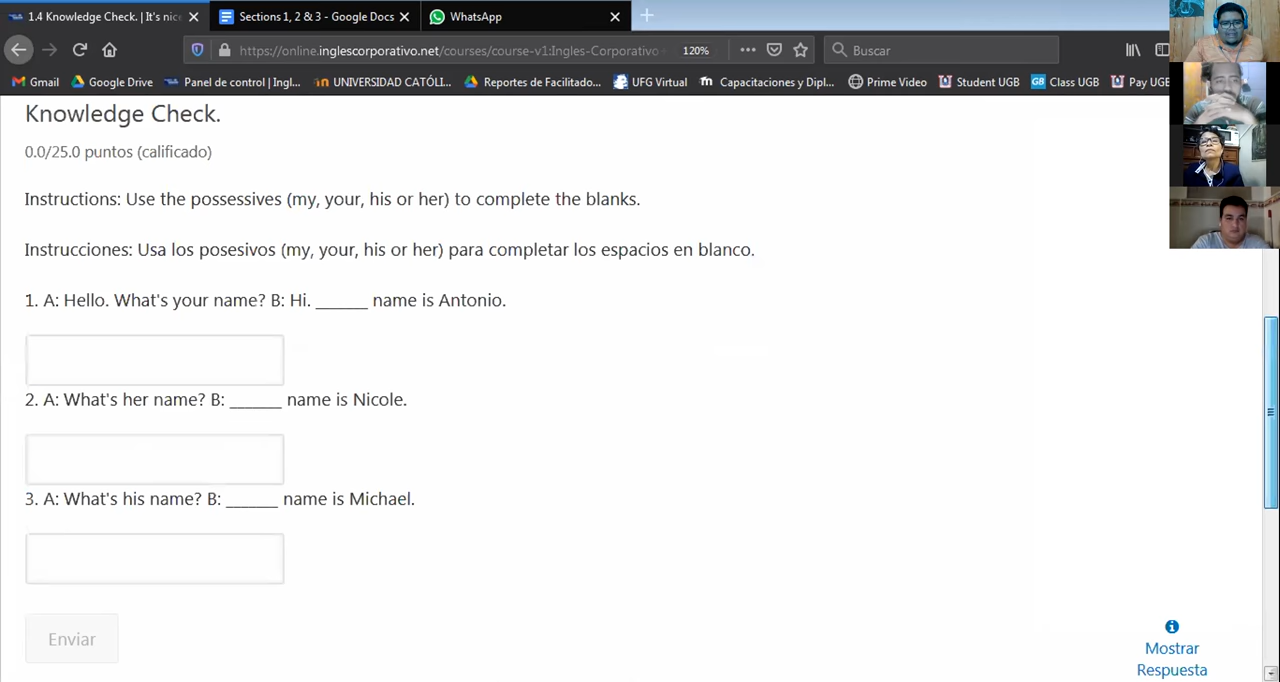 1.4 Knowledge Check. | It's nice
Sections 1, 2 & 3 - Google Docs
WhatsApp
https://online.inglescorporativo.net/courses/course-v1:Ingles-Corporativo
120%
Buscar
Gmail
Google Drive
Panel de control | Ingl...
UNIVERSIDAD CATÓLI...
Reportes de Facilitado...
UFG Virtual
Capacitaciones y Dipl...
Prime Video
Student UGB
GB Class UGB
Pay UGB
Knowledge Check.
0.0/25.0 puntos (calificado)
Instructions: Use the possessives (my, your, his or her) to complete the blanks.
Instrucciones: Usa los posesivos (my, your, his or her) para completar los espacios en blanco.
1. A: Hello. What's your name? B: Hi. ______ name is Antonio.
2. A: What's her name? B: ______ name is Nicole.
3. A: What's his name? B: ______ name is Michael.
Enviar
Mostrar
Respuesta